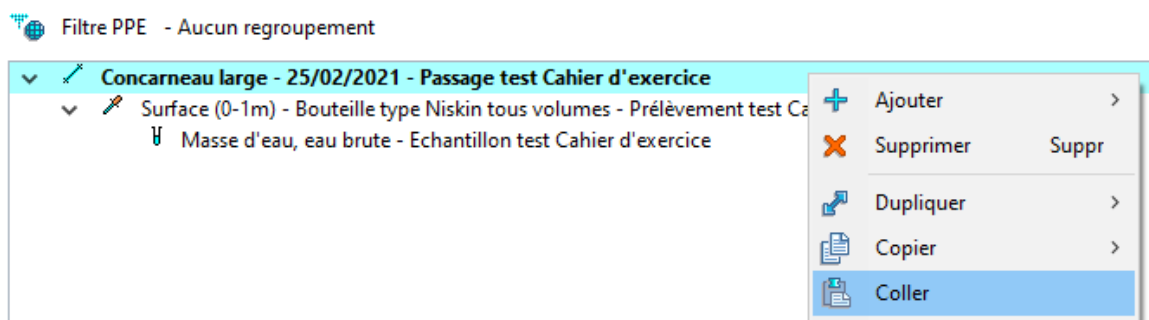 Filtre PPE - Aucun regroupement
Concarneau large - 25/02/2021 - Passage test Cahier d'exercice
Surface (0-1m) - Bouteille type Niskin tous volumes - Prélèvement test Ca
Masse d'eau, eau brute - Echantillon test Cahier d'exercice
Ajouter
Supprimer Suppr
Dupliquer
Copier
Coller